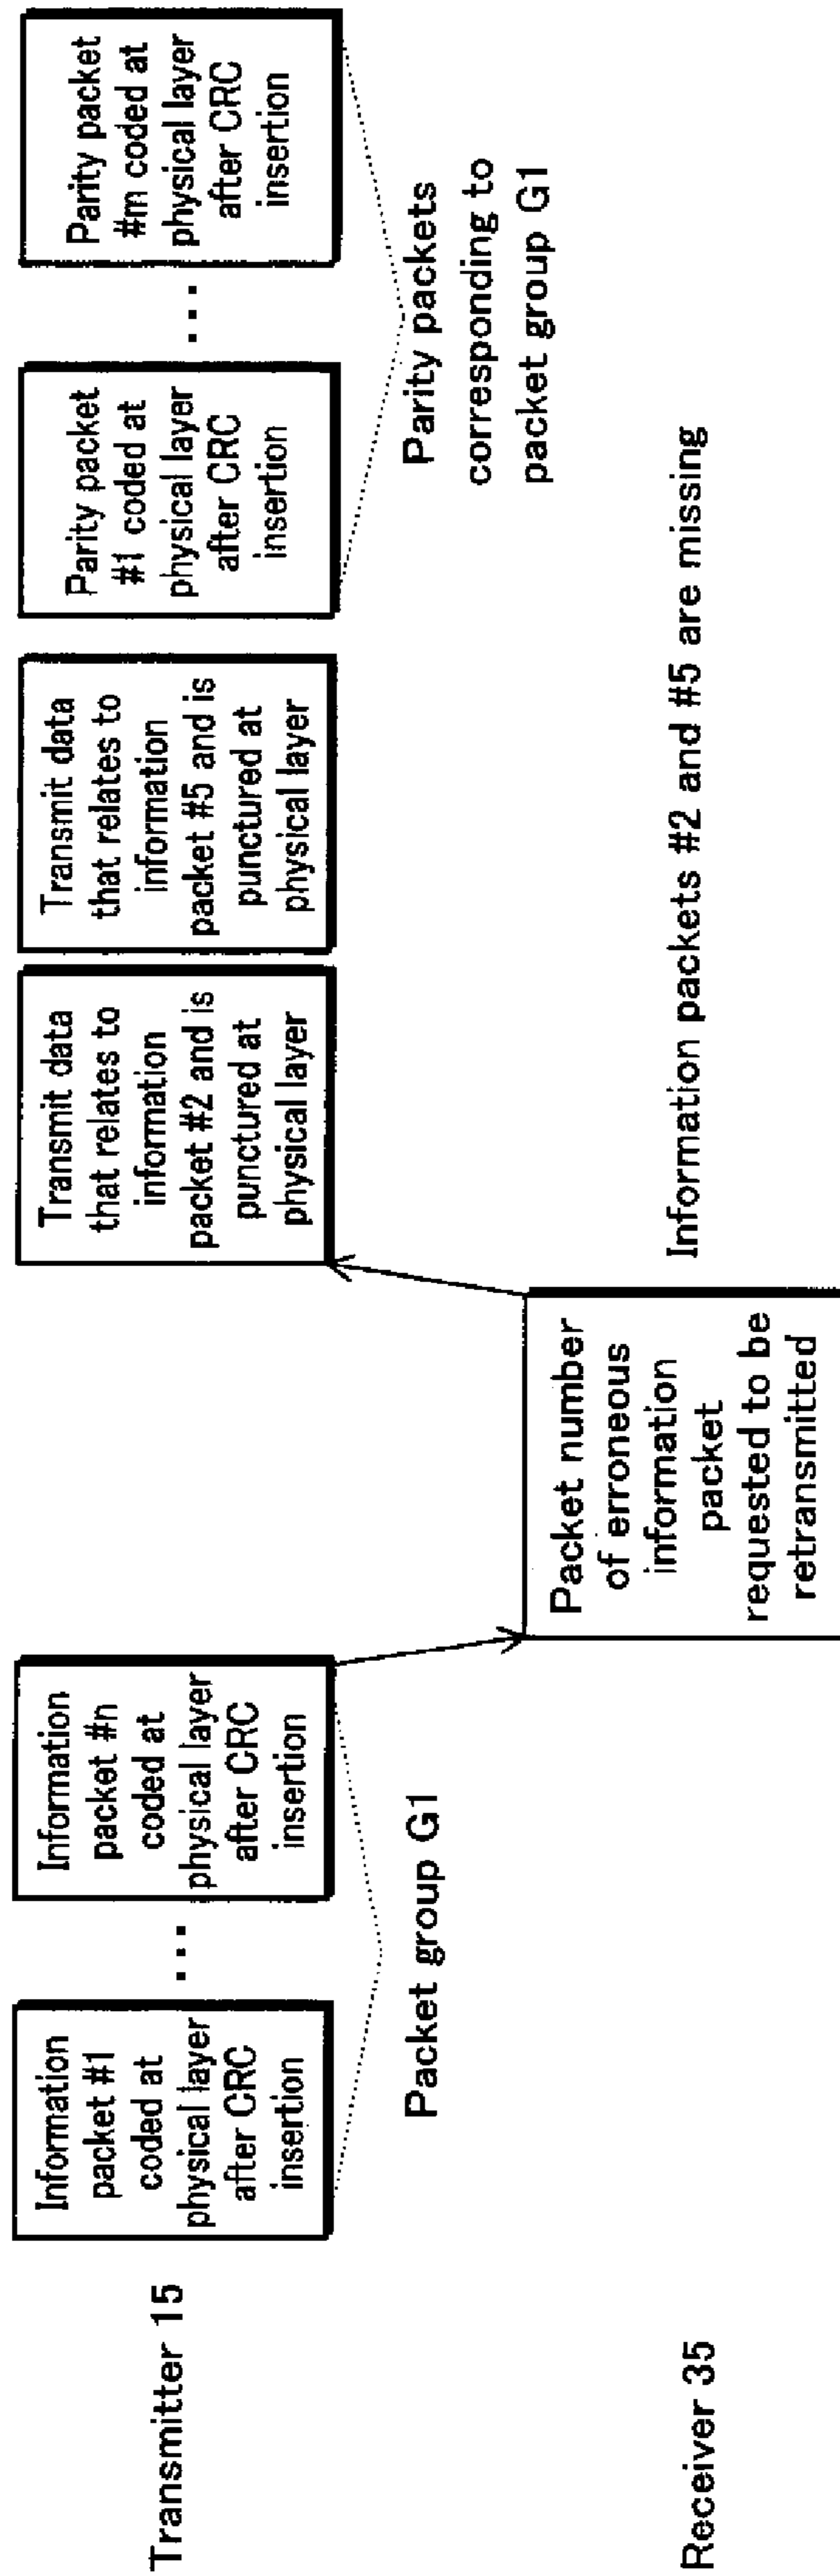 Transmitter 15
Information
packet #1
coded at
physical layer
after CRC
insertion
...
Information
packet #n
coded at
physical layer
after CRC
insertion
Packet group G1
Transmit data
that relates to
information
packet #2 and is
punctured at
physical layer
Transmit data
that relates to
information
packet #5 and is
punctured at
physical layer
Parity packet
#1 coded at
physical layer
after CRC
insertion
...
Parity packet
#m coded at
physical layer
after CRC
insertion
Parity packets
corresponding to
packet group G1
Receiver 35
Packet number
of erroneous
information
packet
requested to be
retransmitted
Information packets #2 and #5 are missing